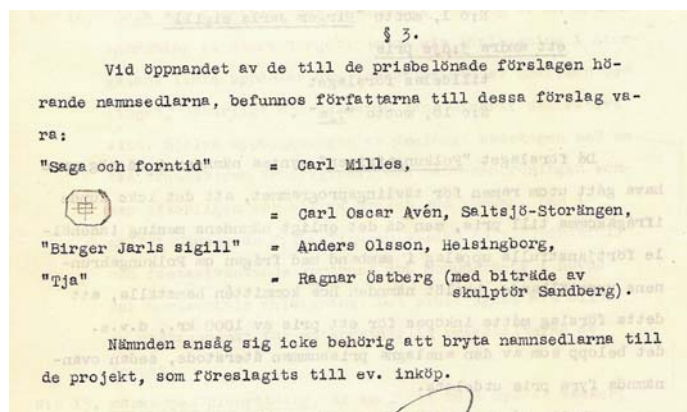 § 3.
Vid öppnandet av de till de prisbelönade förslagen hö-
rande namnsedlarna, befunnos författarna till dessa förslag va-
ra:
"Saga och forntid" = Carl Milles,
= Carl Oscar Avén, Saltsjö-Storängen,
"Birger Jarls sigill" = Anders Olsson, Helsingborg,
"Tja" = Ragnar Östberg (med biträde av
skulptör Sandberg).
Nämnden ansåg sig icke behörig att bryta namnsedlarna till
de projekt, som föreslagits till ev. inköp.